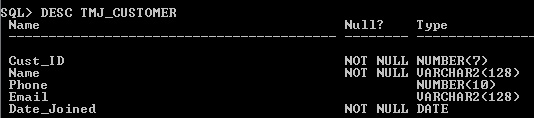 SQL> DESC TMJ_CUSTOMER
Name Null? Type
----------------------------------------- -------- ----------------
Cust_ID NOT NULL NUMBER(7)
Name NOT NULL VARCHAR2(128)
Phone NUMBER(10)
Email VARCHAR2(128)
Date_Joined NOT NULL DATE